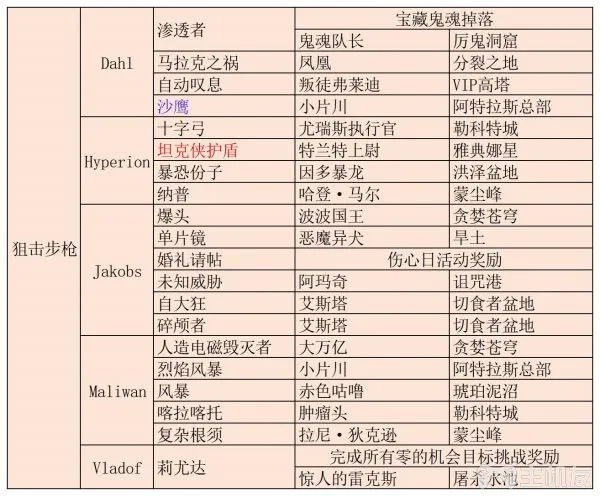 狙击步枪
Dahl
渗透者 宝藏鬼魂掉落
鬼魂队长 厉鬼洞窟
马拉克之祸 凤凰 分裂之地
自动叹息 叛徒弗莱迪 VIP高塔
沙鹰 小片川 阿特拉斯总部
Hyperion
十字弓 尤瑞斯执行官 勒科特城
坦克侠护盾 特兰特上尉 雅典娜星
暴恐份子 因多暴龙 洪泽盆地
纳普 哈登·马尔 蒙尘峰
Jakobs
爆头 波波国王 贪婪苍穹
单片镜 恶魔异犬 旱土
婚礼请帖 伤心日活动奖励
未知威胁 阿玛奇 诅咒港
自大狂 艾斯塔 切食者盆地
碎颅者 艾斯塔 切食者盆地
Maliwan
人造电磁毁灭者 大万亿 贪婪苍穹
烈焰风暴 小片川 阿特拉斯总部
风暴 赤色咕噜 琥珀泥沼
喀拉喀托 肿瘤头 勒科特城
复杂根须 拉尼·狄克逊 蒙尘峰
Vladof
莉尤达 完成所有零的机会目标挑战奖励
惊人的雷克斯 屠杀